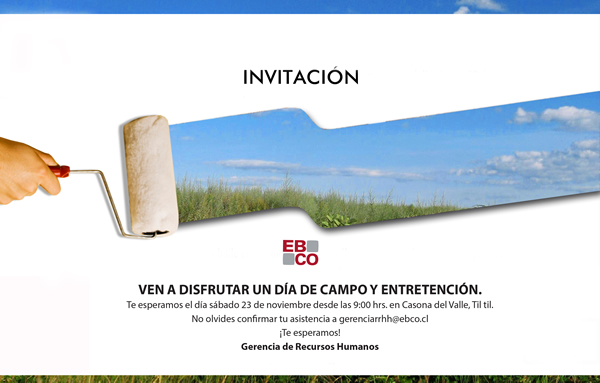 INVITACIÓN
EB
CO
VEN A DISFRUTAR UN DÍA DE CAMPO Y ENTRETENCIÓN.
Te esperamos el día sábado 23 de noviembre desde las 9:00 hrs. en Casona del Valle, Til til.
No olvides confirmar tu asistencia a gerenciarrhh@ebco.cl
¡Te esperamos!
Gerencia de Recursos Humanos